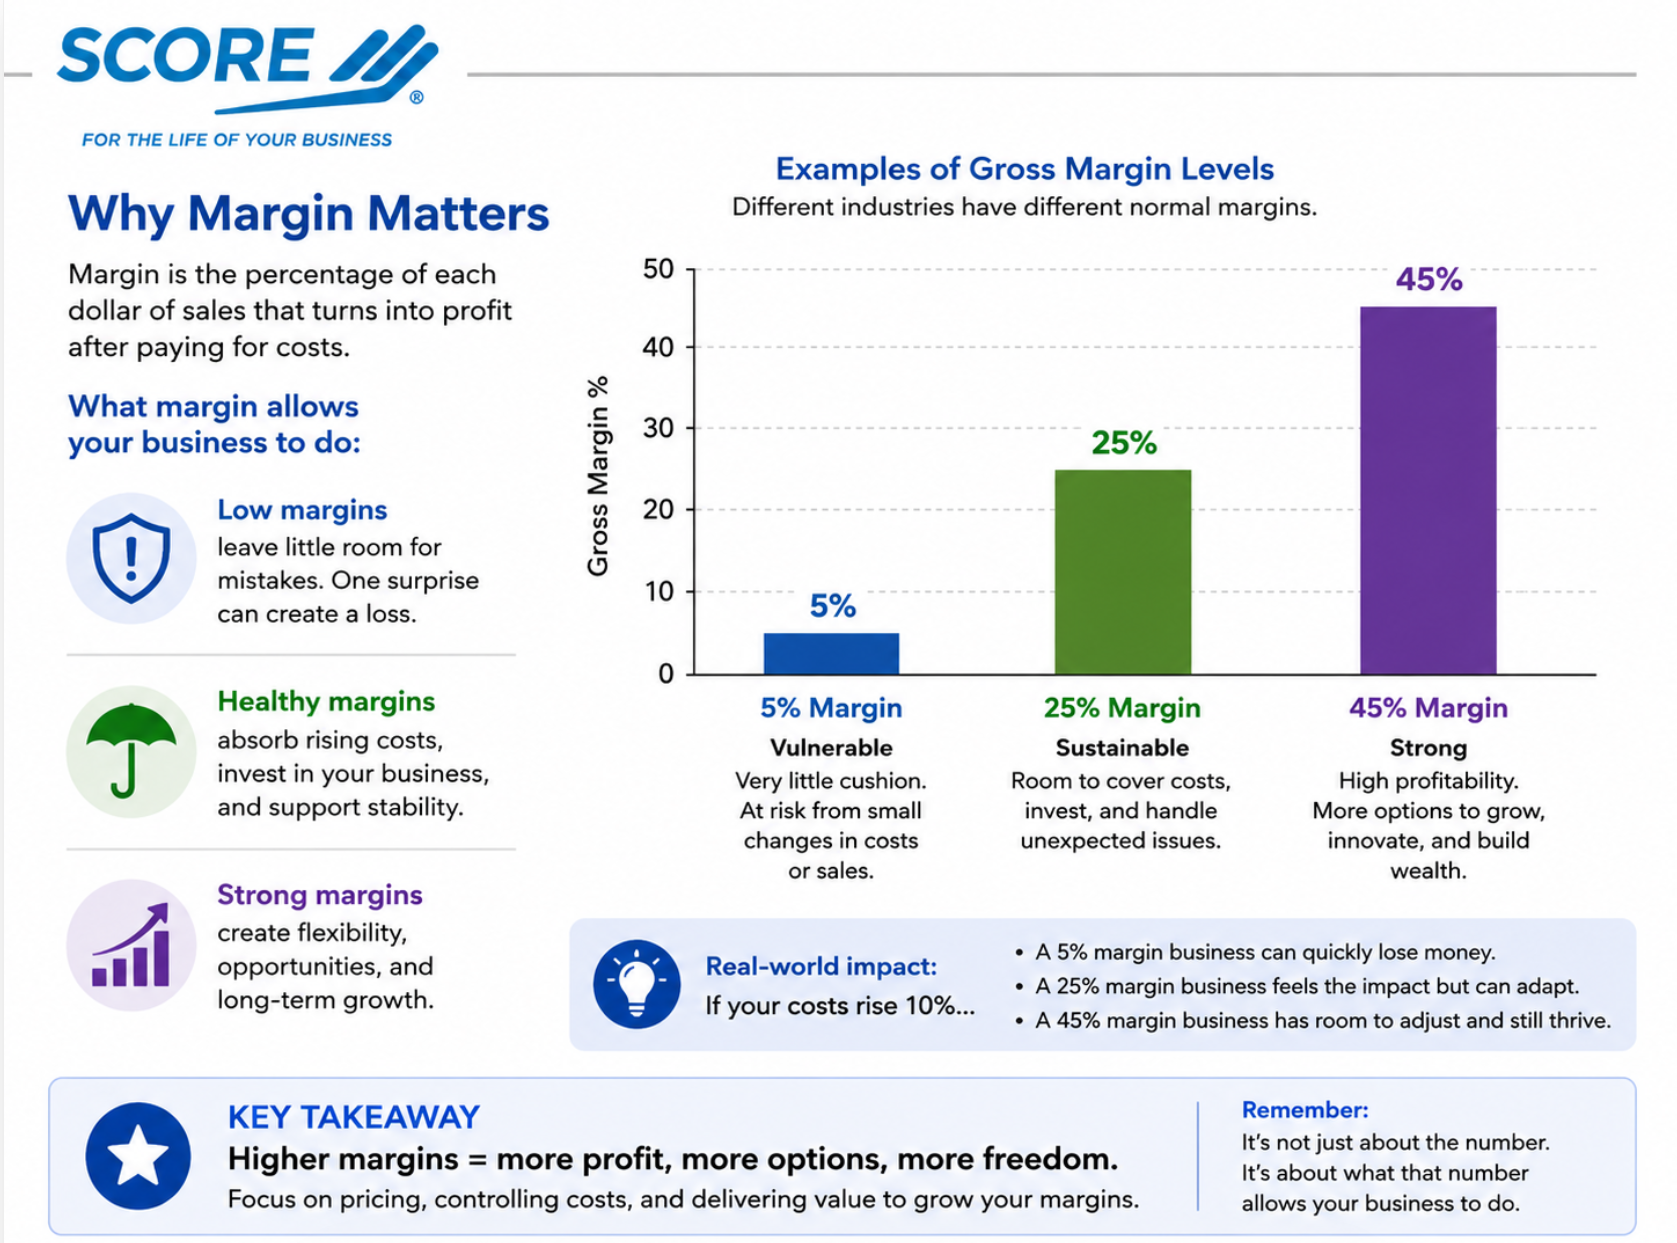 SCORE
®
FOR THE LIFE OF YOUR BUSINESS
Why Margin Matters
Margin is the percentage of each
dollar of sales that turns into profit
after paying for costs.
What margin allows
your business to do:
Low margins
leave little room for
mistakes. One surprise
can create a loss.
Healthy margins
absorb rising costs,
invest in your business,
and support stability.
Strong margins
create flexibility,
opportunities, and
long-term growth.
Examples of Gross Margin Levels
Different industries have different normal margins.
Gross Margin %
50
40
30
20
10
0
5%
25%
45%
5% Margin
Vulnerable
Very little cushion.
At risk from small
changes in costs
or sales.
25% Margin
Sustainable
Room to cover costs,
invest, and handle
unexpected issues.
45% Margin
Strong
High profitability.
More options to grow,
innovate, and build
wealth.
Real-world impact:
If your costs rise 10%...
• A 5% margin business can quickly lose money.
• A 25% margin business feels the impact but can adapt.
• A 45% margin business has room to adjust and still thrive.
KEY TAKEAWAY
Higher margins = more profit, more options, more freedom.
Focus on pricing, controlling costs, and delivering value to grow your margins.
Remember:
It's not just about the number.
It's about what that number
allows your business to do.